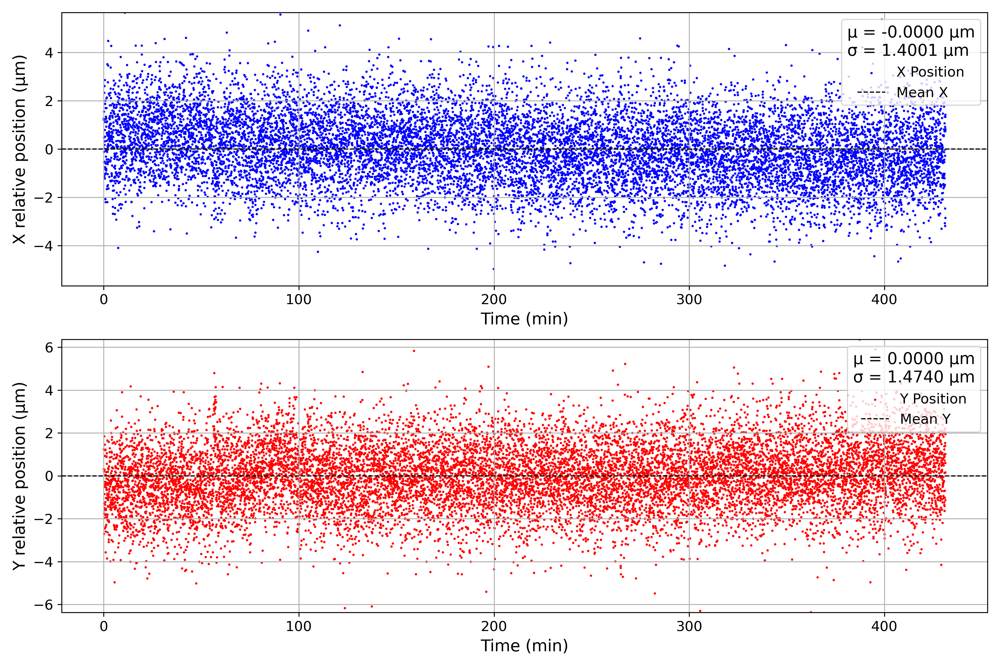 X relative position (µm)
4
2
0
−2
−4
µ = -0.0000 µm
σ = 1.4001 µm
X Position
Mean X
0
100
200
300
400
Time (min)
Y relative position (µm)
6
4
2
0
−2
−4
−6
µ = 0.0000 µm
σ = 1.4740 µm
Y Position
Mean Y
0
100
200
300
400
Time (min)